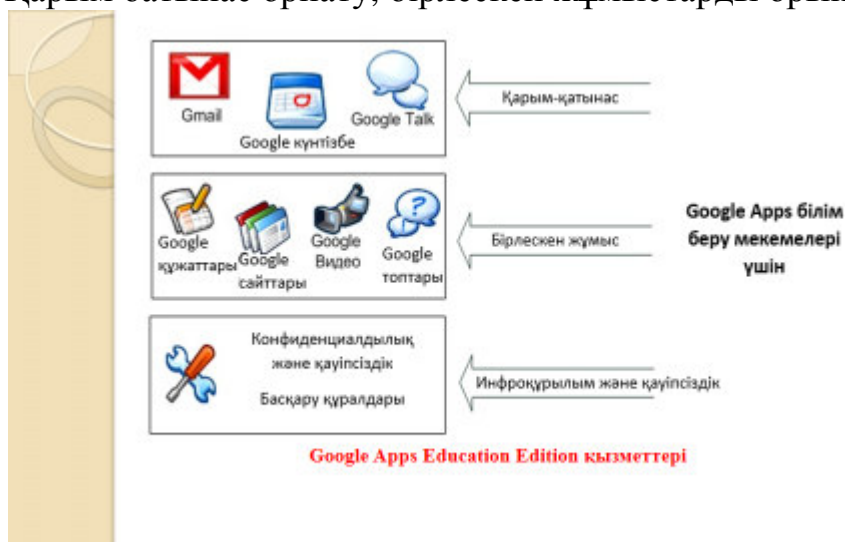 Gmail
Google күнтізбе
Google Talk
Қарым-қатынас
Google
құжаттары
Google
сайттары
Google
Видео
Google
топтары
Бірлескен жұмыс
Google Apps білім
беру мекемелері
үшін
Конфиденциалдылық
және қауіпсіздік
Басқару құралдары
Инфроқұрылым және қауіпсіздік
Google Apps Education Edition қызметтері